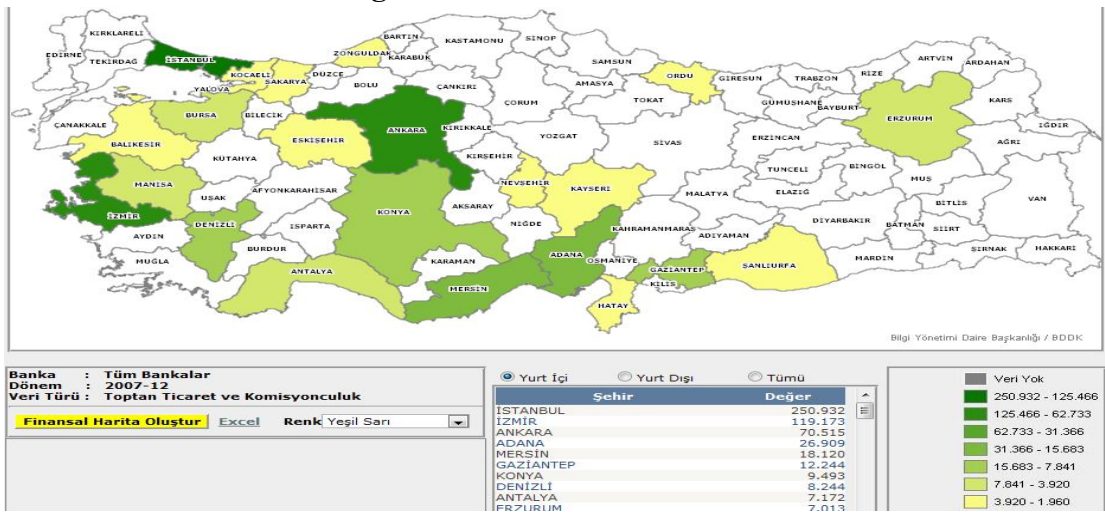 KIRKLARELİ
EDİRNE
TEKİRDAĞ
İSTANBUL
KOCAELİ
YALOVA
SAKARYA
DÜZCE
ZONGULDAK
BARTIN
KARABÜK
KASTAMONU
SİNOP
SAMSUN
ORDU
GİRESUN
TRABZON
RİZE
ARTVİN
ARDAHAN
BOLU
ÇANKIRI
ÇORUM
AMASYA
TOKAT
GÜMÜŞHANE
BAYBURT
ERZURUM
KARS
IĞDIR
ÇANAKKALE
BURSA
BİLECİK
ANKARA
KIRIKKALE
YOZGAT
SİVAS
ERZİNCAN
AĞRI
BALIKESİR
KÜTAHYA
ESKİŞEHİR
KIRŞEHİR
TUNCELİ
BİNGÖL
MUŞ
MANİSA
UŞAK
AFYONKARAHİSAR
NEVŞEHİR
KAYSERİ
MALATYA
ELAZIĞ
BİTLİS
VAN
İZMİR
DENİZLİ
ISPARTA
KONYA
AKSARAY
NİĞDE
KAHRAMANMARAŞ
ADIYAMAN
DİYARBAKIR
BATMAN
SİİRT
AYDIN
MUĞLA
BURDUR
ANTALYA
KARAMAN
MERSİN
ADANA
OSMANİYE
GAZİANTEP
KİLİS
HATAY
ŞANLIURFA
MARDİN
ŞIRNAK
HAKKARİ
Bilgi Yönetimi Daire Başkanlığı / BDDK
Banka : Tüm Bankalar
Dönem : 2007-12
Veri Türü : Toptan Ticaret ve Komisyonculuk
Finansal Harita Oluştur Excel Renk Yeşil Sarı
Yurt İçi Yurt Dışı Tümü
Şehir Değer
İSTANBUL 250.932
İZMİR 119.173
ANKARA 70.515
ADANA 26.909
MERSİN 18.120
GAZİANTEP 12.244
KONYA 9.493
DENİZLİ 8.244
ANTALYA 7.172
ERZURUM 7.013
Veri Yok
250.932 - 125.466
125.466 - 62.733
62.733 - 31.366
31.366 - 15.683
15.683 - 7.841
7.841 - 3.920
3.920 - 1.960